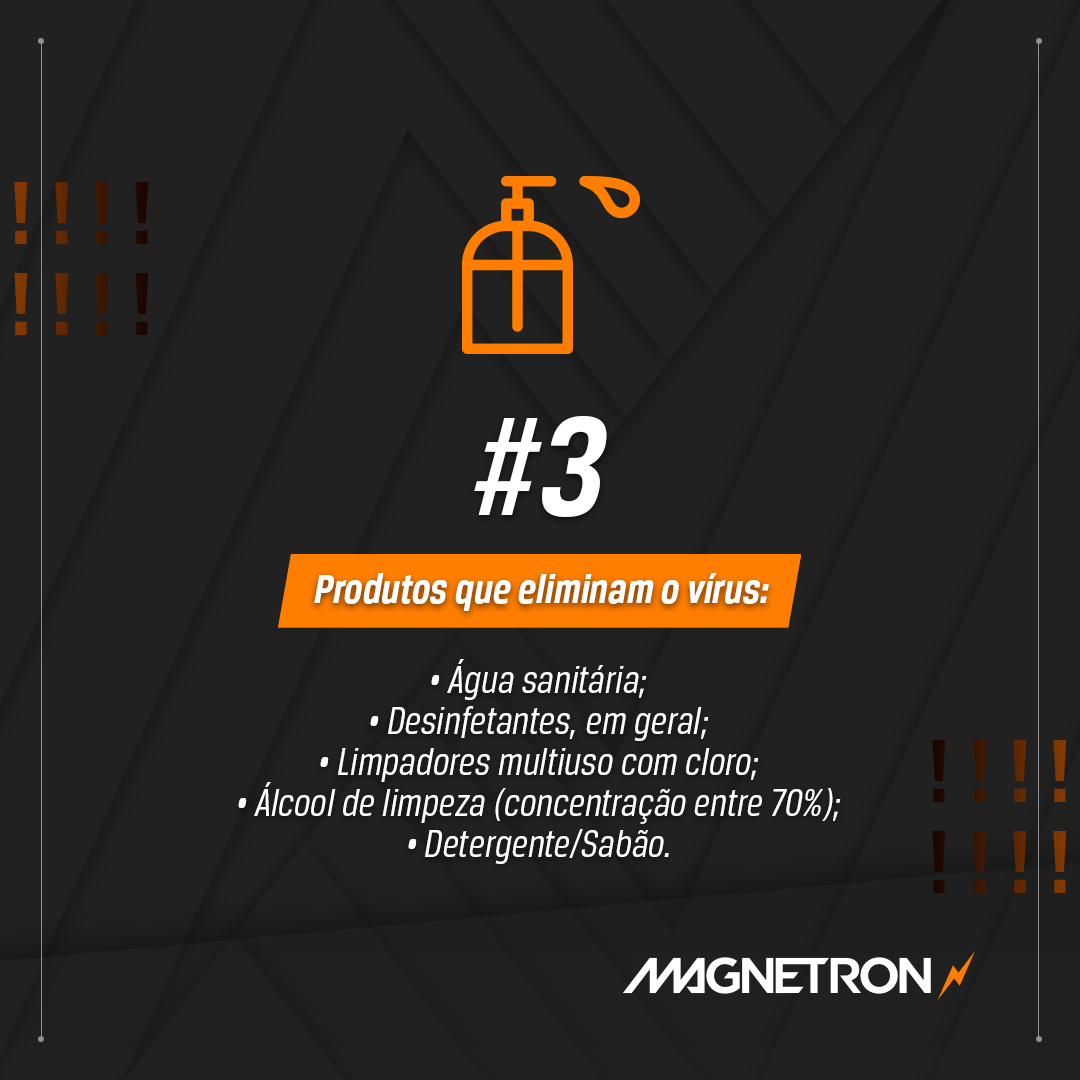 ! ! ! !
! ! ! !
#3
Produtos que eliminam o vírus:
• Água sanitária;
• Desinfetantes, em geral;
• Limpadores multiuso com cloro;
• Álcool de limpeza (concentração entre 70%);
• Detergente/Sabão.
! ! ! !
! ! ! !
MAGNETRON